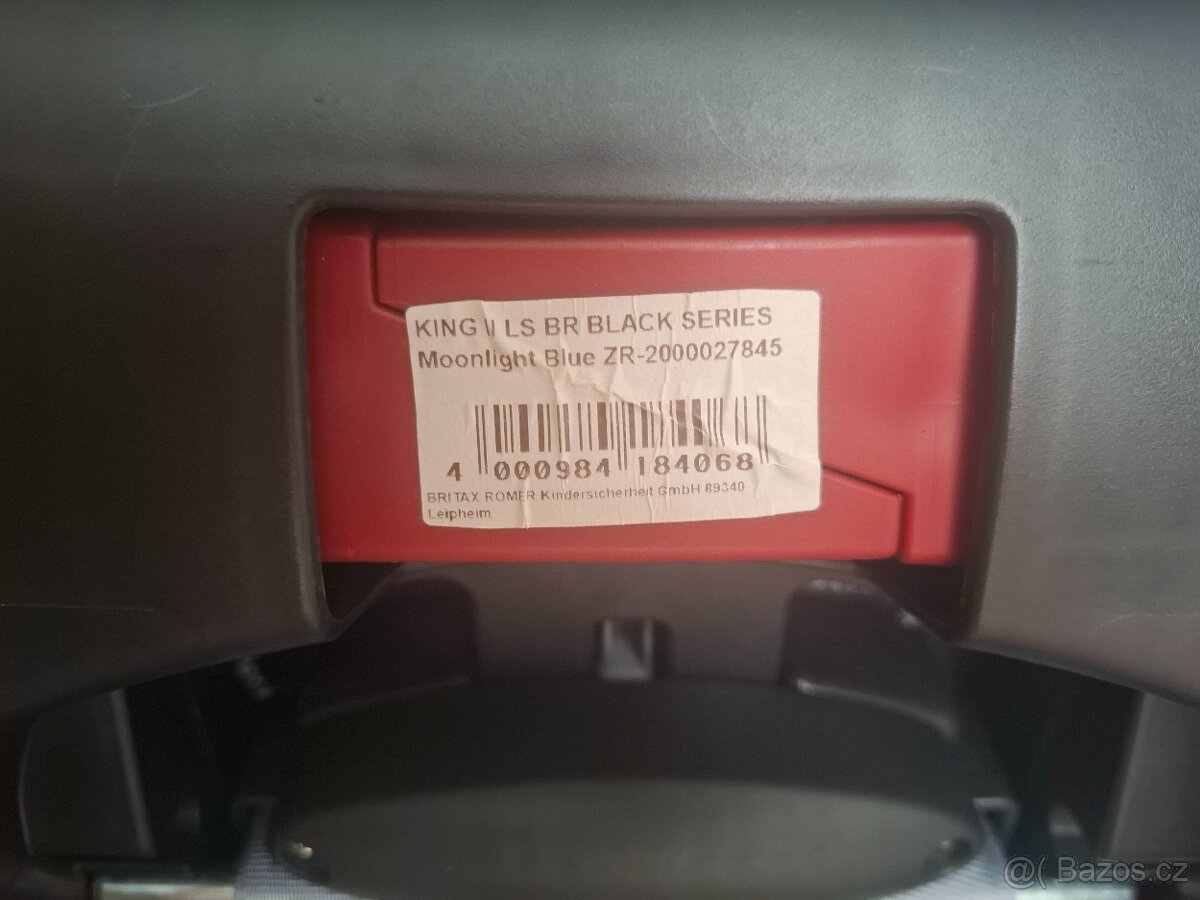 KING II LS BR BLACK SERIES
Moonlight Blue ZR-2000027845
4 000984 184068
BRITAX ROMER Kindersicherheit GmbH 89340
Leipheim
@( Bazos.cz